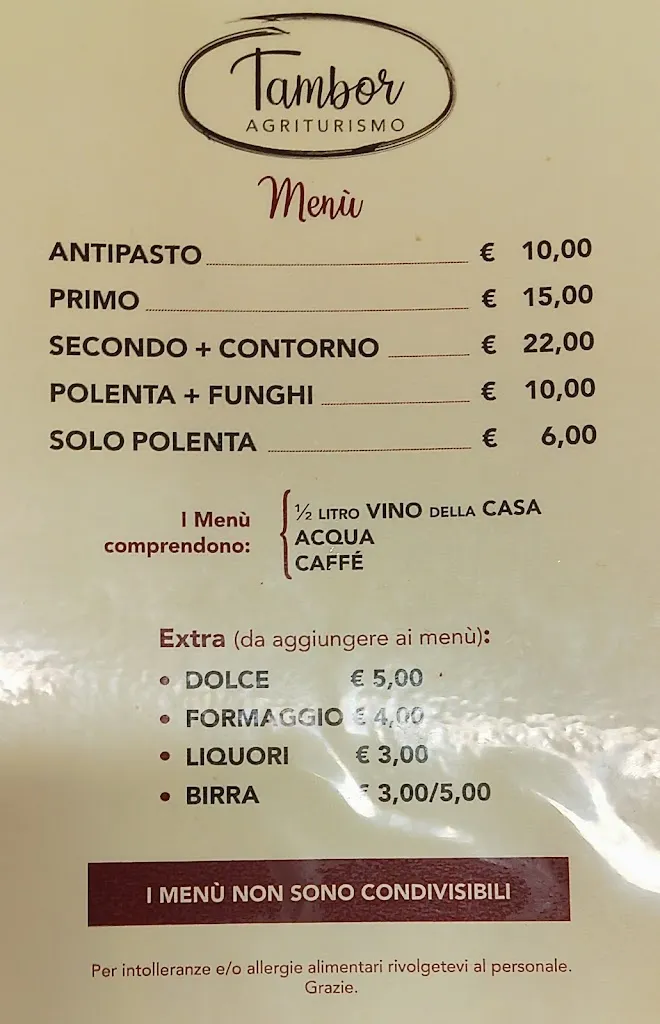 Tambor
AGRITURISMO
Menù
ANTIPASTO € 10,00
PRIMO € 15,00
SECONDO + CONTORNO € 22,00
POLENTA + FUNGHI € 10,00
SOLO POLENTA € 6,00
I Menù
comprendono:
½ LITRO VINO DELLA CASA
ACQUA
CAFFÉ
Extra (da aggiungere ai menù):
• DOLCE € 5,00
• FORMAGGIO € 4,00
• LIQUORI € 3,00
• BIRRA € 3,00/5,00
I MENÙ NON SONO CONDIVISIBILI
Per intolleranze e/o allergie alimentari rivolgetevi al personale.
Grazie.